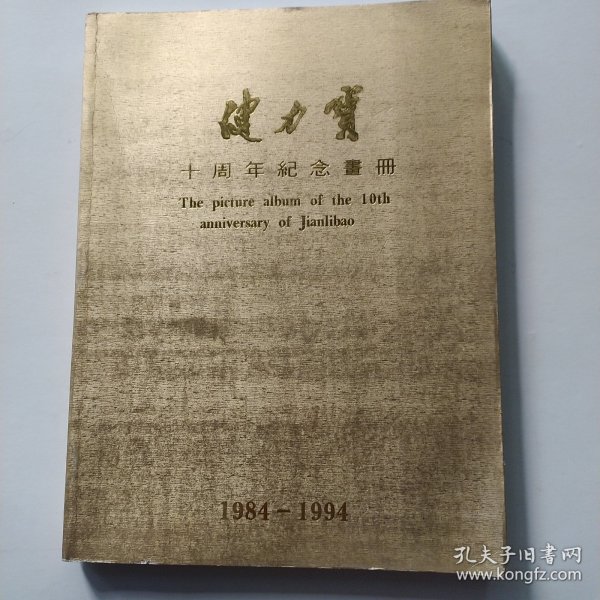 健力寳
十周年紀念畫冊
The picture album of the 10th
anniversary of Jianlibao
1984-1994
孔夫子旧书网
www.kongfz.com